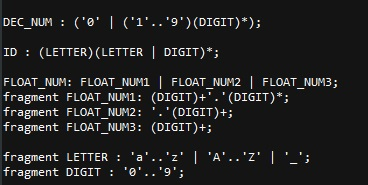 DEC_NUM : ('0' | ('1'..'9')(DIGIT)*);
ID : (LETTER)(LETTER | DIGIT)*;
FLOAT_NUM: FLOAT_NUM1 | FLOAT_NUM2 | FLOAT_NUM3;
fragment FLOAT_NUM1: (DIGIT)+'.'(DIGIT)*;
fragment FLOAT_NUM2: '.'(DIGIT)+;
fragment FLOAT_NUM3: (DIGIT)+;
fragment LETTER : 'a'..'z' | 'A'..'Z' | '_';
fragment DIGIT : '0'..'9';